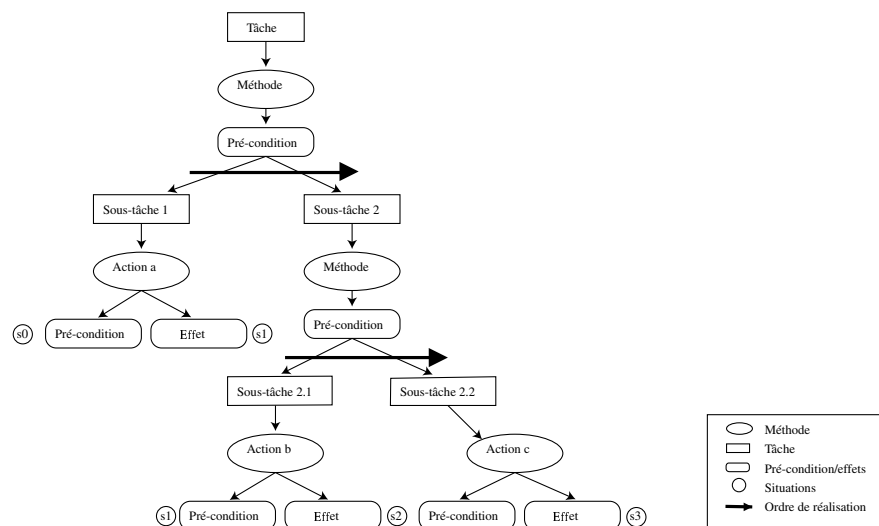 Tâche
Méthode
Pré-condition
Sous-tâche 1
Sous-tâche 2
Action a
Méthode
s0
Pré-condition
Effet
s1
Pré-condition
Sous-tâche 2.1
Sous-tâche 2.2
Action b
Action c
s1
Pré-condition
Effet
s2
Pré-condition
Effet
s3
Méthode
Tâche
Pré-condition/effets
Situations
Ordre de réalisation